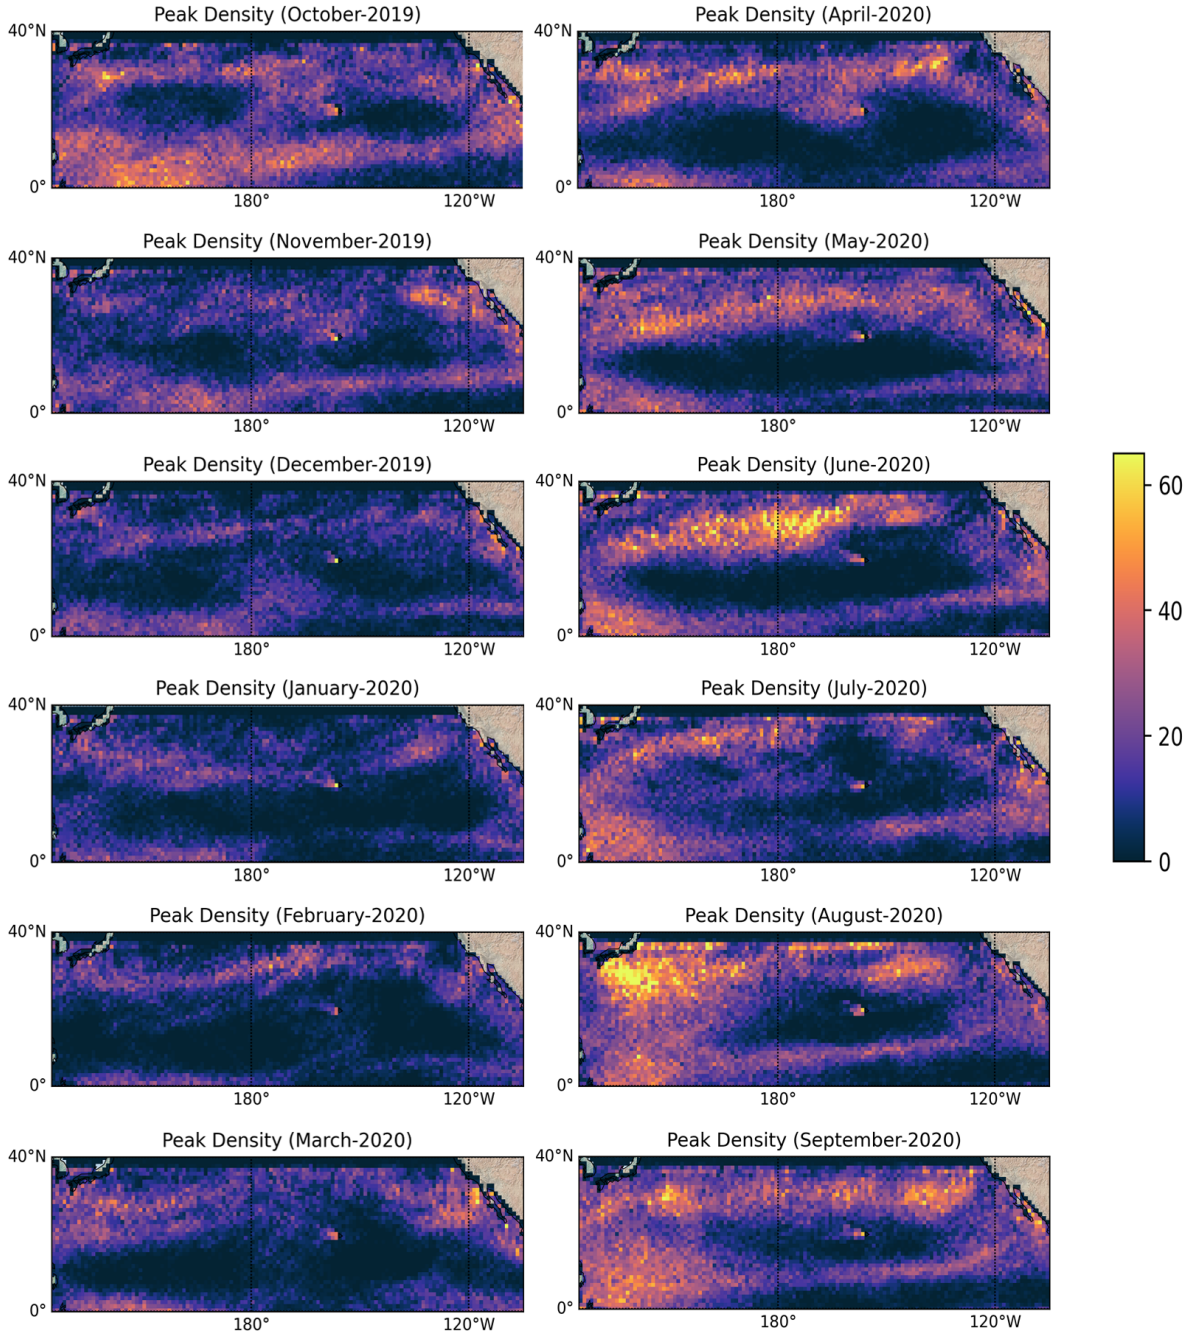 Peak Density (October-2019)
40°N
0°
180°
120°W
Peak Density (April-2020)
40°N
0°
180°
120°W
Peak Density (November-2019)
40°N
0°
180°
120°W
Peak Density (May-2020)
40°N
0°
180°
120°W
Peak Density (December-2019)
40°N
0°
180°
120°W
Peak Density (June-2020)
40°N
0°
180°
120°W
Peak Density (January-2020)
40°N
0°
180°
120°W
Peak Density (July-2020)
40°N
0°
180°
120°W
Peak Density (February-2020)
40°N
0°
180°
120°W
Peak Density (August-2020)
40°N
0°
180°
120°W
Peak Density (March-2020)
40°N
0°
180°
120°W
Peak Density (September-2020)
40°N
0°
180°
120°W
60
40
20
0